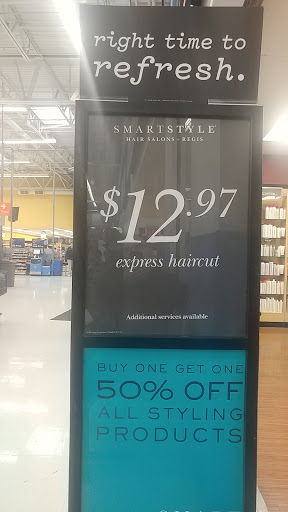 right time to
refresh.
SMARTSTYLE
HAIR SALONS • REGIS
$12.97
express haircut
Additional services available
BUY ONE GET ONE
50% OFF
ALL STYLING
PRODUCTS